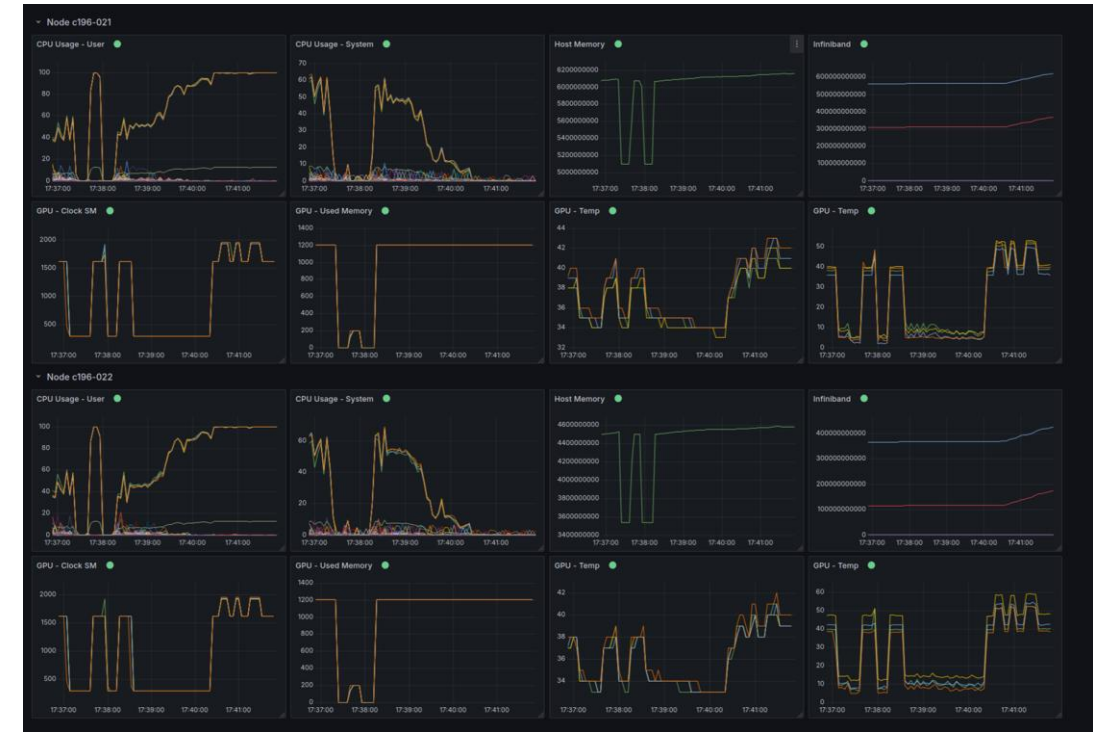 Node c196-021
CPU Usage - User
100
80
60
40
20
0
17:37:00 17:38:00 17:39:00 17:40:00 17:41:00
CPU Usage - System
70
60
50
40
30
20
10
0
17:37:00 17:38:00 17:39:00 17:40:00 17:41:00
Host Memory
6200000000
6000000000
5800000000
5600000000
5400000000
5200000000
5000000000
17:37:00 17:38:00 17:39:00 17:40:00 17:41:00
Infiniband
600000000000
500000000000
400000000000
300000000000
200000000000
100000000000
0
17:37:00 17:38:00 17:39:00 17:40:00 17:41:00
GPU - Clock SM
2000
1500
1000
500
17:37:00 17:38:00 17:39:00 17:40:00 17:41:00
GPU - Used Memory
1400
1200
1000
800
600
400
200
0
17:37:00 17:38:00 17:39:00 17:40:00 17:41:00
GPU - Temp
44
42
40
38
36
34
32
17:37:00 17:38:00 17:39:00 17:40:00 17:41:00
GPU - Temp
50
40
30
20
10
0
17:37:00 17:38:00 17:39:00 17:40:00 17:41:00
Node c196-022
CPU Usage - User
100
80
60
40
20
0
17:37:00 17:38:00 17:39:00 17:40:00 17:41:00
CPU Usage - System
60
40
20
0
17:37:00 17:38:00 17:39:00 17:40:00 17:41:00
Host Memory
4600000000
4400000000
4200000000
4000000000
3800000000
3600000000
3400000000
17:37:00 17:38:00 17:39:00 17:40:00 17:41:00
Infiniband
400000000000
300000000000
200000000000
100000000000
0
17:37:00 17:38:00 17:39:00 17:40:00 17:41:00
GPU - Clock SM
2000
1500
1000
500
17:37:00 17:38:00 17:39:00 17:40:00 17:41:00
GPU - Used Memory
1400
1200
1000
800
600
400
200
0
17:37:00 17:38:00 17:39:00 17:40:00 17:41:00
GPU - Temp
42
40
38
36
34
17:37:00 17:38:00 17:39:00 17:40:00 17:41:00
GPU - Temp
60
50
40
30
20
10
0
17:37:00 17:38:00 17:39:00 17:40:00 17:41:00